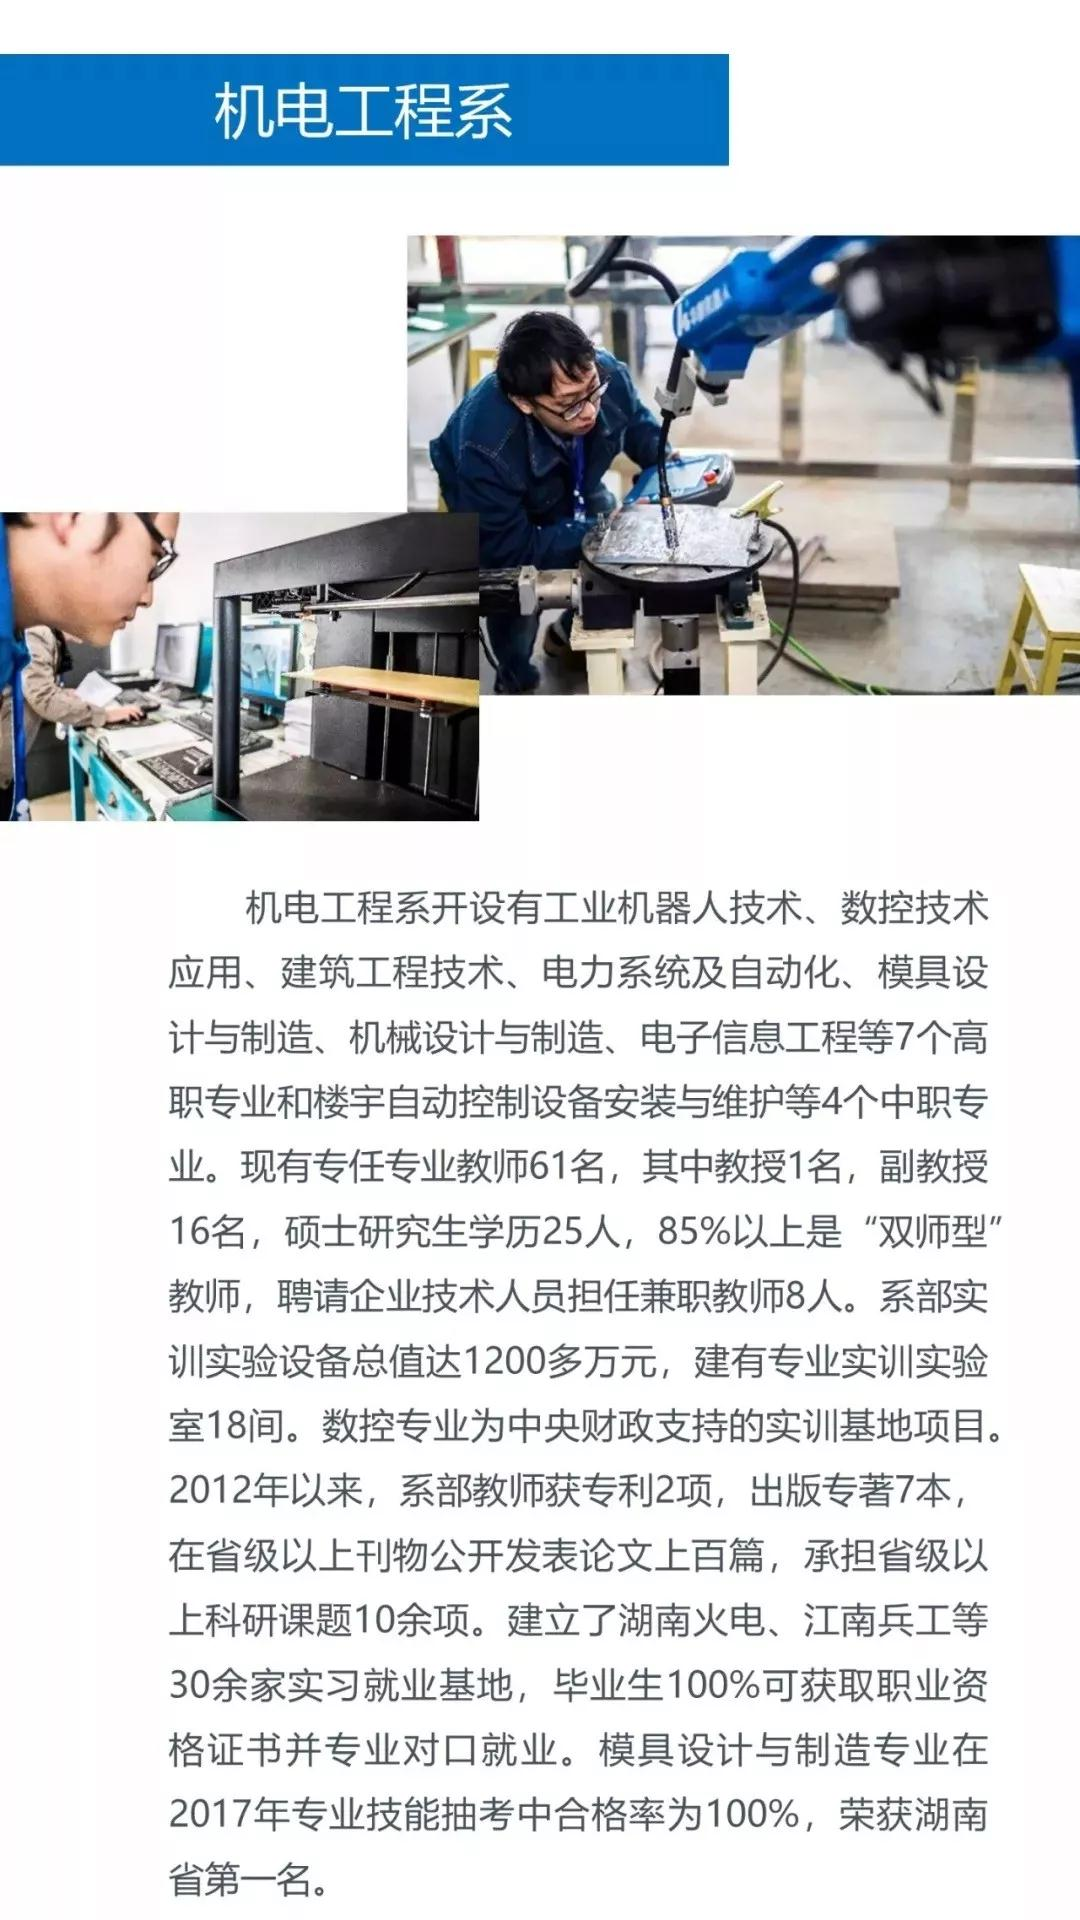 机电工程系
机电工程系开设有工业机器人技术、数控技术
应用、建筑工程技术、电力系统及自动化、模具设
计与制造、机械设计与制造、电子信息工程等7个高
职专业和楼宇自动控制设备安装与维护等4个中职专
业。现有专任专业教师61名，其中教授1名，副教授
16名，硕士研究生学历25人，85%以上是“双师型”
教师，聘请企业技术人员担任兼职教师8人。系部实
训实验设备总值达1200多万元，建有专业实训实验
室18间。数控专业为中央财政支持的实训基地项目。
2012年以来，系部教师获专利2项，出版专著7本，
在省级以上刊物公开发表论文上百篇，承担省级以
上科研课题10余项。建立了湖南火电、江南兵工等
30余家实习就业基地，毕业生100%可获取职业资
格证书并专业对口就业。模具设计与制造专业在
2017年专业技能抽考中合格率为100%，荣获湖南
省第一名。